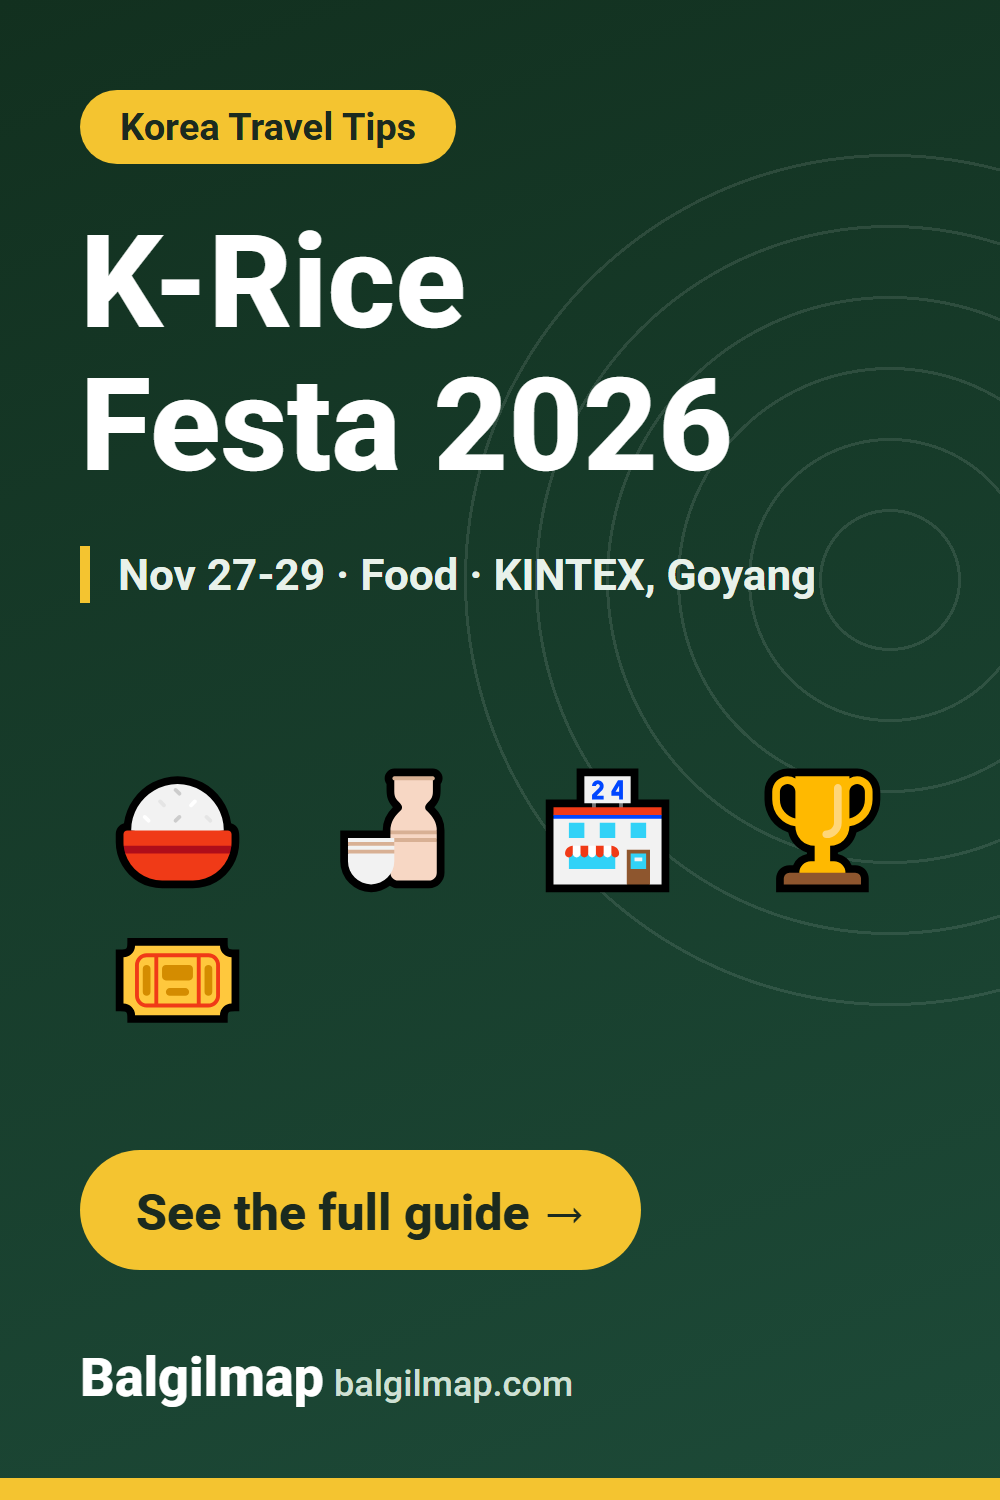 Korea Travel Tips
K-Rice
Festa 2026
Nov 27-29 · Food · KINTEX, Goyang
24
See the full guide →
Balgilmap balgilmap.com